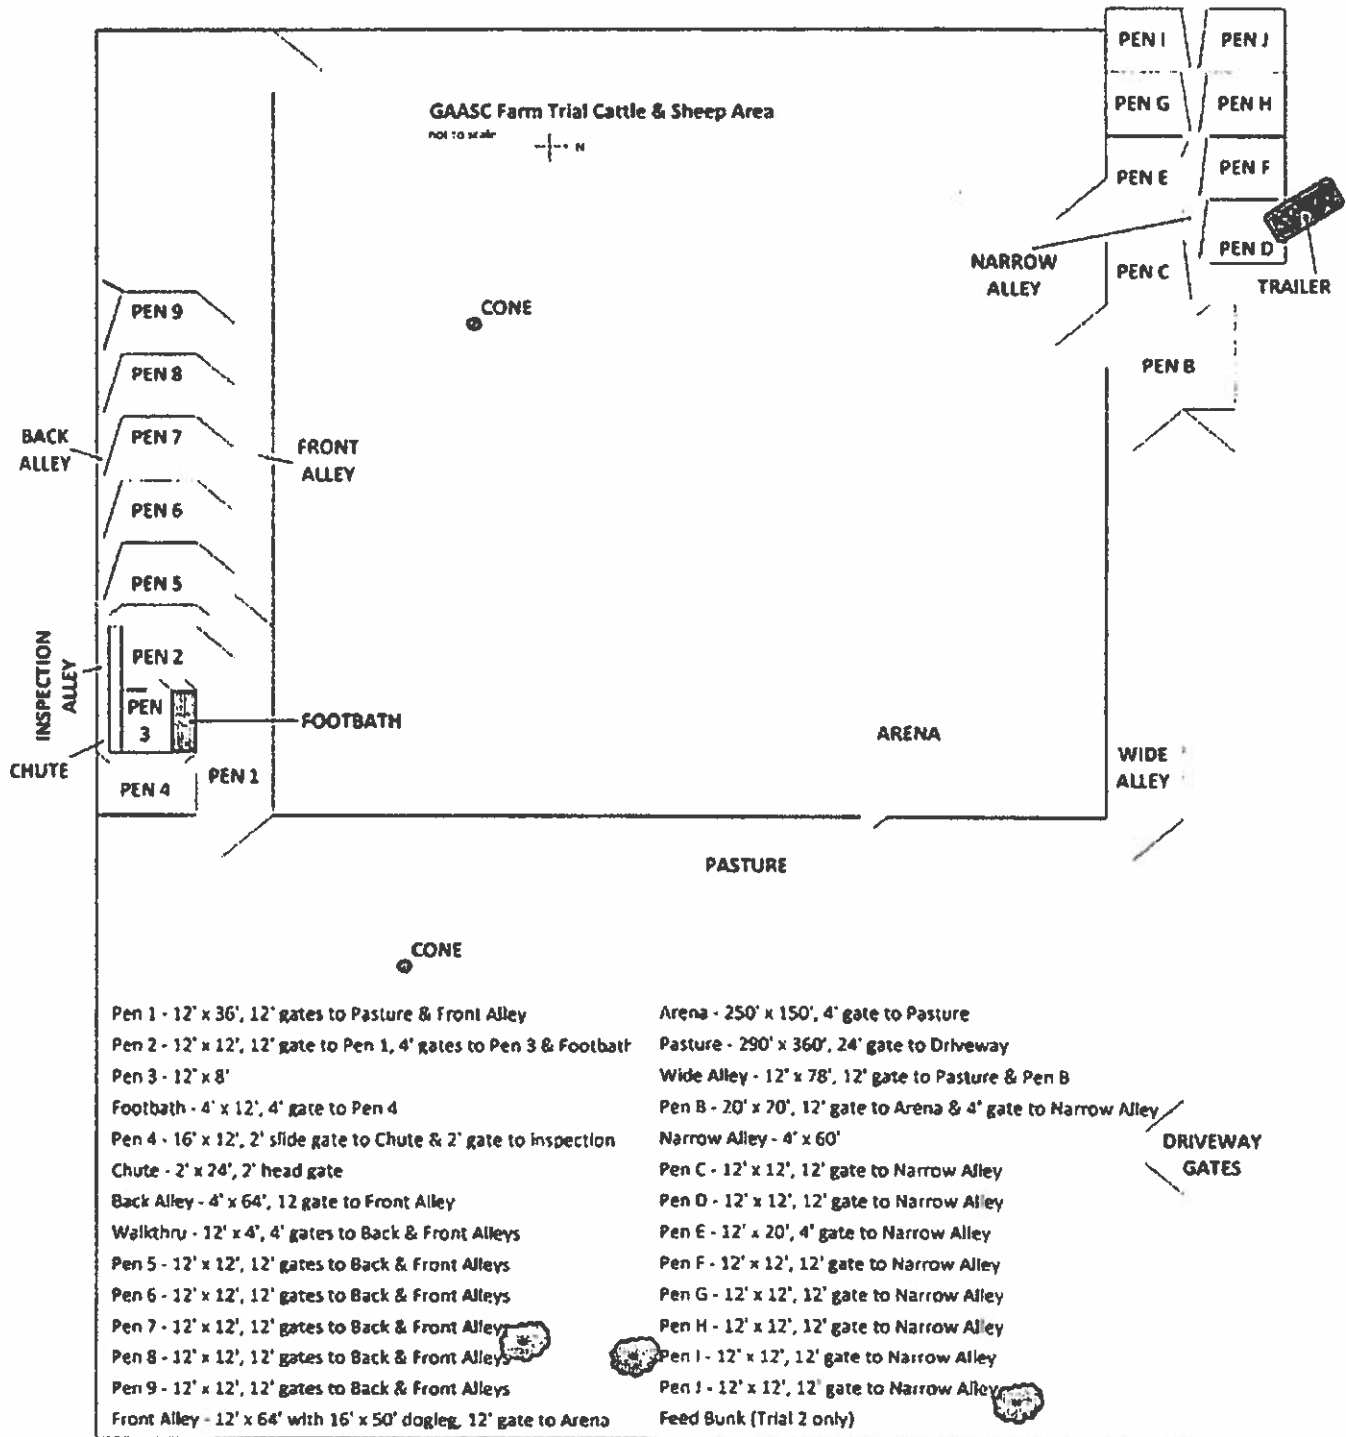 PEN I
PEN J
PEN G
PEN H
GAASC Farm Trial Cattle & Sheep Area
not to scale
N
PEN E
PEN F
PEN D
NARROW
ALLEY
PEN C
TRAILER
PEN 9
CONE
PEN 8
PEN B
BACK
ALLEY
PEN 7
FRONT
ALLEY
PEN 6
PEN 5
INSPECTION
ALLEY
PEN 2
PEN
3
FOOTBATH
ARENA
CHUTE
PEN 4
PEN 1
WIDE
ALLEY
PASTURE
CONE
Pen 1 - 12' x 36', 12' gates to Pasture & Front Alley
Pen 2 - 12' x 12', 12' gate to Pen 1, 4' gates to Pen 3 & Footbath
Pen 3 - 12' x 8'
Footbath - 4' x 12', 4' gate to Pen 4
Pen 4 - 16' x 12', 2' slide gate to Chute & 2' gate to inspection
Chute - 2' x 24', 2' head gate
Back Alley - 4' x 64', 12 gate to Front Alley
Walkthru - 12' x 4', 4' gates to Back & Front Alleys
Pen 5 - 12' x 12', 12' gates to Back & Front Alleys
Pen 6 - 12' x 12', 12' gates to Back & Front Alleys
Pen 7 - 12' x 12', 12' gates to Back & Front Alleys
Pen 8 - 12' x 12', 12' gates to Back & Front Alleys
Pen 9 - 12' x 12', 12' gates to Back & Front Alleys
Front Alley - 12' x 64' with 16' x 50' dogleg, 12' gate to Arena
Arena - 250' x 150', 4' gate to Pasture
Pasture - 290' x 360', 24' gate to Driveway
Wide Alley - 12' x 78', 12' gate to Pasture & Pen B
Pen B - 20' x 20', 12' gate to Arena & 4' gate to Narrow Alley
Narrow Alley - 4' x 60'
Pen C - 12' x 12', 12' gate to Narrow Alley
Pen D - 12' x 12', 12' gate to Narrow Alley
Pen E - 12' x 20', 4' gate to Narrow Alley
Pen F - 12' x 12', 12' gate to Narrow Alley
Pen G - 12' x 12', 12' gate to Narrow Alley
Pen H - 12' x 12', 12' gate to Narrow Alley
Pen I - 12' x 12', 12' gate to Narrow Alley
Pen J - 12' x 12', 12' gate to Narrow Alley
Feed Bunk (Trial 2 only)
DRIVEWAY
GATES